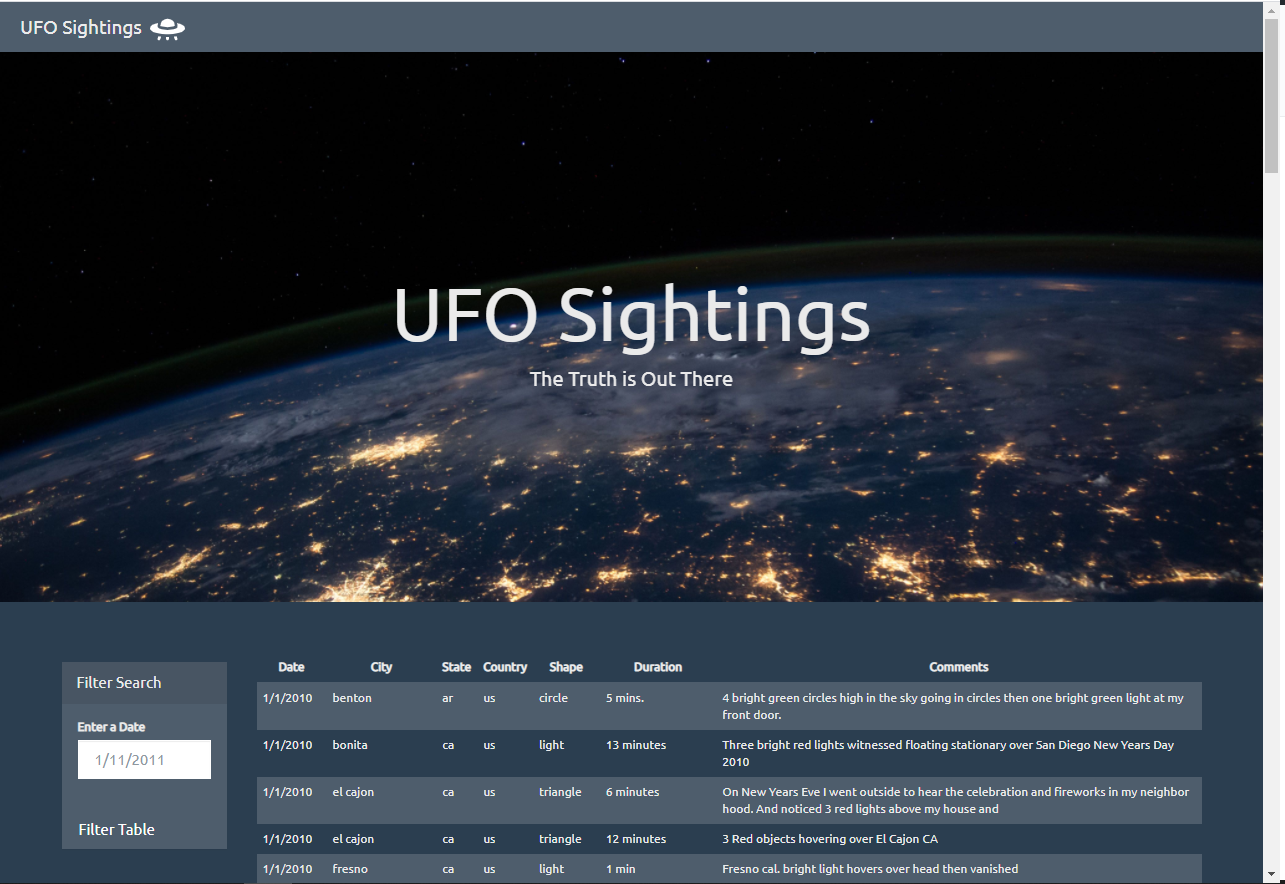 UFO Sightings
UFO Sightings
The Truth is Out There
Filter Search
Enter a Date
1/11/2011
Filter Table
Date City State Country Shape Duration Comments
1/1/2010 benton ar us circle 5 mins. 4 bright green circles high in the sky going in circles then one bright green light at my
front door.
1/1/2010 bonita ca us light 13 minutes Three bright red lights witnessed floating stationary over San Diego New Years Day
2010
1/1/2010 el cajon ca us triangle 6 minutes On New Years Eve I went outside to hear the celebration and fireworks in my neighbor
hood. And noticed 3 red lights above my house and
1/1/2010 el cajon ca us triangle 12 minutes 3 Red objects hovering over El Cajon CA
1/1/2010 fresno ca us light 1 min Fresno cal. bright light hovers over head then vanished